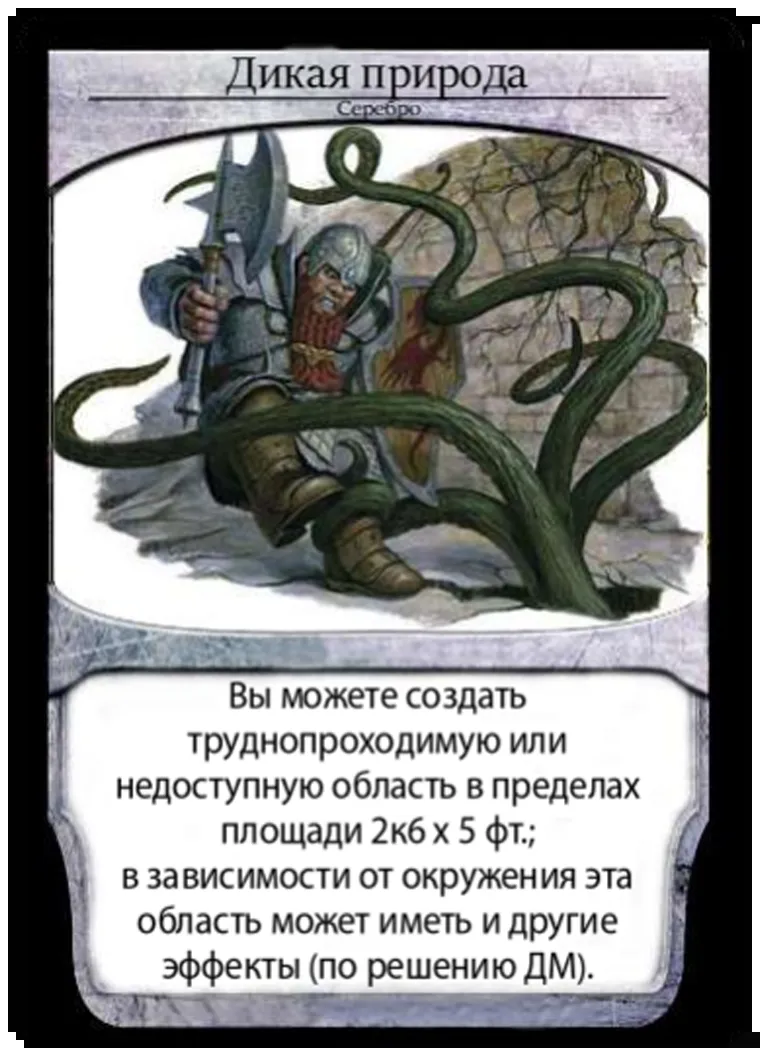 Дикая природа
Серебро
Вы можете создать
труднопроходимую или
недоступную область в пределах
площади 2к6 х 5 фт.;
в зависимости от окружения эта
область может иметь и другие
эффекты (по решению ДМ).